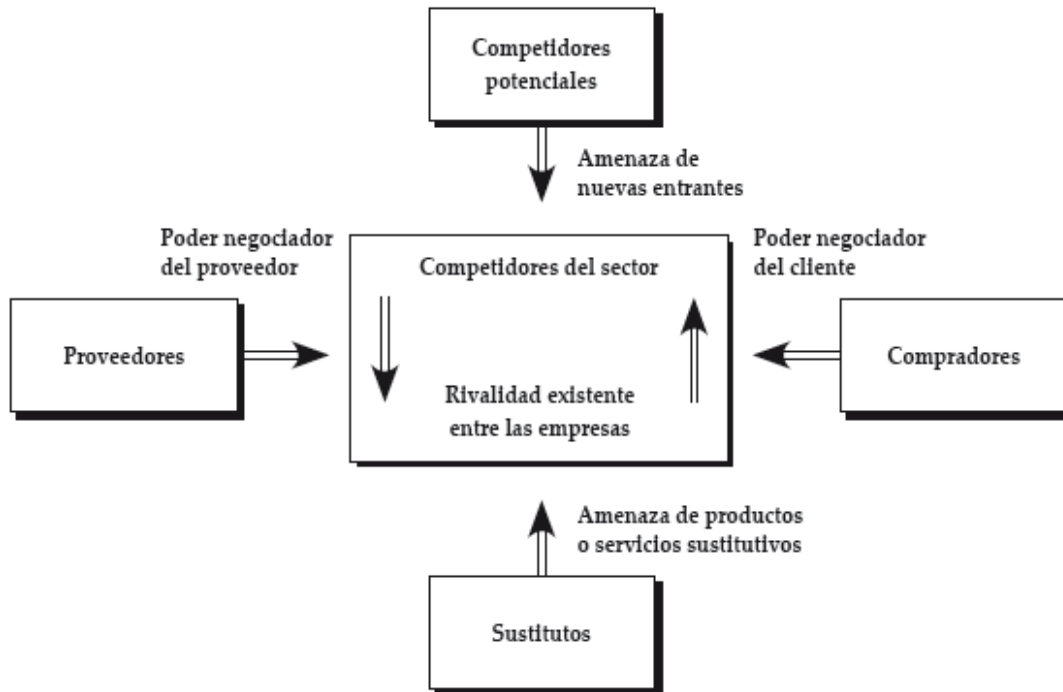 Competidores
potenciales
Amenaza de
nuevas entrantes
Poder negociador
del proveedor
Competidores del sector
Poder negociador
del cliente
Proveedores
Compradores
Rivalidad existente
entre las empresas
Amenaza de productos
o servicios sustitutivos
Sustitutos